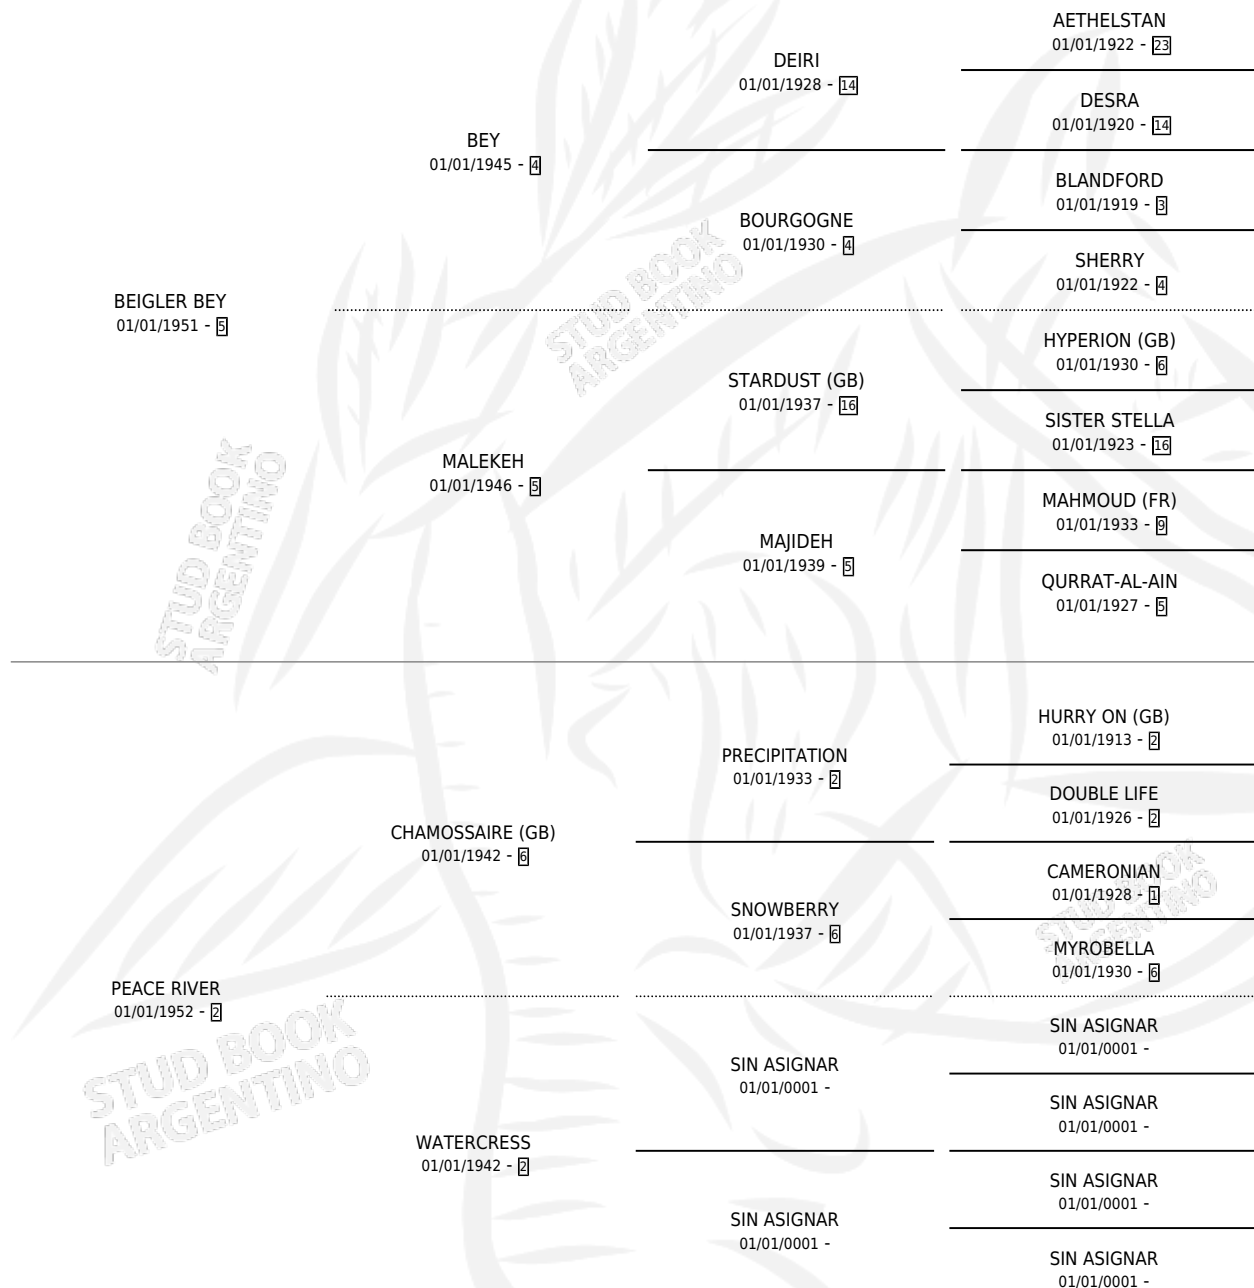 AETHELSTAN
01/01/1922 - 23
DEIRI
01/01/1928 - 14
DESRA
01/01/1920 - 14
BEY
01/01/1945 - 4
BLANDFORD
01/01/1919 - 3
BOURGOGNE
01/01/1930 - 4
SHERRY
01/01/1922 - 4
BEIGLER BEY
01/01/1951 - 5
HYPERION (GB)
01/01/1930 - 6
STARDUST (GB)
01/01/1937 - 16
SISTER STELLA
01/01/1923 - 16
MALEKEH
01/01/1946 - 5
MAHMOUD (FR)
01/01/1933 - 9
MAJIDEH
01/01/1939 - 5
QURRAT-AL-AIN
01/01/1927 - 5
STUD BOOK
ARGENTINO
STUD BOOK
ARGENTINO
HURRY ON (GB)
01/01/1913 - 2
PRECIPITATION
01/01/1933 - 2
DOUBLE LIFE
01/01/1926 - 2
CHAMOSSAIRE (GB)
01/01/1942 - 6
CAMERONIAN
01/01/1928 - 1
SNOWBERRY
01/01/1937 - 6
MYROBELLA
01/01/1930 - 6
STUD BOOK
ARGENTINO
PEACE RIVER
01/01/1952 - 2
SIN ASIGNAR
01/01/0001 -
SIN ASIGNAR
01/01/0001 -
SIN ASIGNAR
01/01/0001 -
WATERCRESS
01/01/1942 - 2
SIN ASIGNAR
01/01/0001 -
SIN ASIGNAR
01/01/0001 -
SIN ASIGNAR
01/01/0001 -
STUD BOOK
ARGENTINO